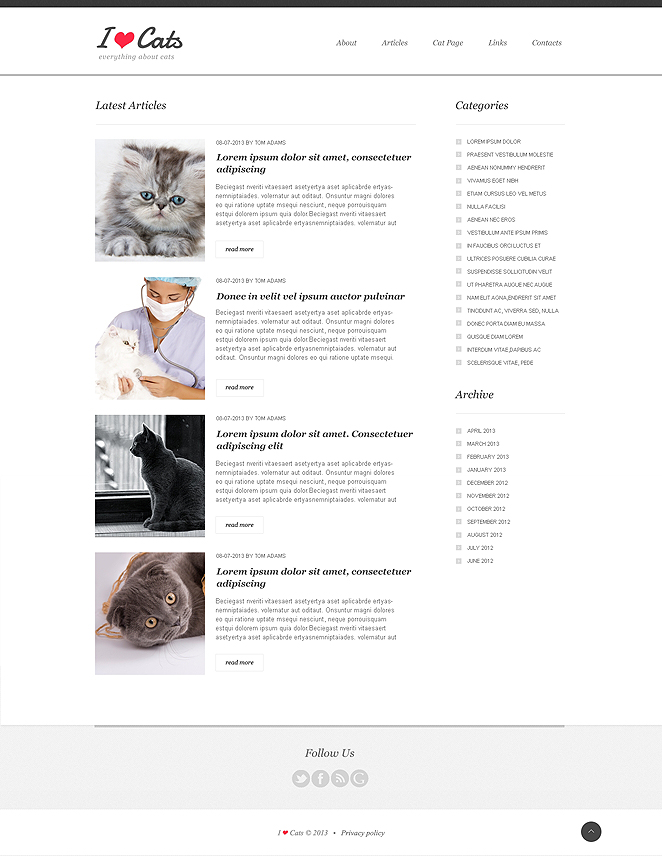 I Cats
everything about cats
About
Articles
Cat Page
Links
Contacts
Latest Articles
08-07-2013 BY TOM ADAMS
Lorem ipsum dolor sit amet, consectetuer
adipiscing
Beciegast nveriti vitaesaert asetyertya aset aplicabrde ertyas-
nemniptaiades. volernatur aut oditaut. Onsuntur magni dolores
eo qui ratione uptate msequi nesciunt, neque porrouisquam
estqui dolorem ipsum quia dolor.Beciegast nveriti vitaesaert
asetyertya aset aplicabrde ertyasnemniptaiades. volernatur aut
read more
08-07-2013 BY TOM ADAMS
Donec in velit vel ipsum auctor pulvinar
Beciegast nveriti vitaesaert asetyertya aset aplicabrde ertyas-
nemniptaiades. volernatur aut oditaut. Onsuntur magni dolores
eo qui ratione uptate msequi nesciunt, neque porrouisquam
estqui dolorem ipsum quia dolor.Beciegast nveriti vitaesaert
asetyertya aset aplicabrde ertyasnemniptaiades. volernatur aut
oditaut. Onsuntur magni dolores eo qui ratione uptate msequi.
read more
08-07-2013 BY TOM ADAMS
Lorem ipsum dolor sit amet. Consectetuer
adipiscing elit
Beciegast nveriti vitaesaert asetyertya aset aplicabrde ertyas-
nemniptaiades. volernatur aut oditaut. Onsuntur magni dolores
eo qui ratione uptate msequi nesciunt, neque porrouisquam
estqui dolorem ipsum quia dolor.Beciegast nveriti vitaesaert
asetyertya aset aplicabrde ertyasnemniptaiades. volernatur aut
read more
08-07-2013 BY TOM ADAMS
Lorem ipsum dolor sit amet, consectetuer
adipiscing
Beciegast nveriti vitaesaert asetyertya aset aplicabrde ertyas-
nemniptaiades. volernatur aut oditaut. Onsuntur magni dolores
eo qui ratione uptate msequi nesciunt, neque porrouisquam
estqui dolorem ipsum quia dolor.Beciegast nveriti vitaesaert
asetyertya aset aplicabrde ertyasnemniptaiades. volernatur aut
read more
Categories
LOREM IPSUM DOLOR
PRAESENT VESTIBULUM MOLESTIE
AENEAN NONUMMY HENDRERIT
VIVAMUS EGET NIBH
ETIAM CURSUS LEO VEL METUS
NULLA FACILISI
AENEAN NEC EROS
VESTIBULUM ANTE IPSUM PRIMIS
IN FAUCIBUS ORCI LUCTUS ET
ULTRICES POSUERE CUBILIA CURAE
SUSPENDISSE SOLLICITUDIN VELIT
UT PHARETRA AUGUE NEC AUGUE
NAM ELIT AGNA,ENDRERIT SIT AMET
TINCIDUNT AC, VIVERRA SED, NULLA
DONEC PORTA DIAM EU MASSA
QUISQUE DIAM LOREM
INTERDUM VITAE,DAPIBUS AC
SCELERISQUE VITAE, PEDE
Archive
APRIL 2013
MARCH 2013
FEBRUARY 2013
JANUARY 2013
DECEMBER 2012
NOVEMBER 2012
OCTOBER 2012
SEPTEMBER 2012
AUGUST 2012
JULY 2012
JUNE 2012
Follow Us
I Cats © 2013 • Privacy policy